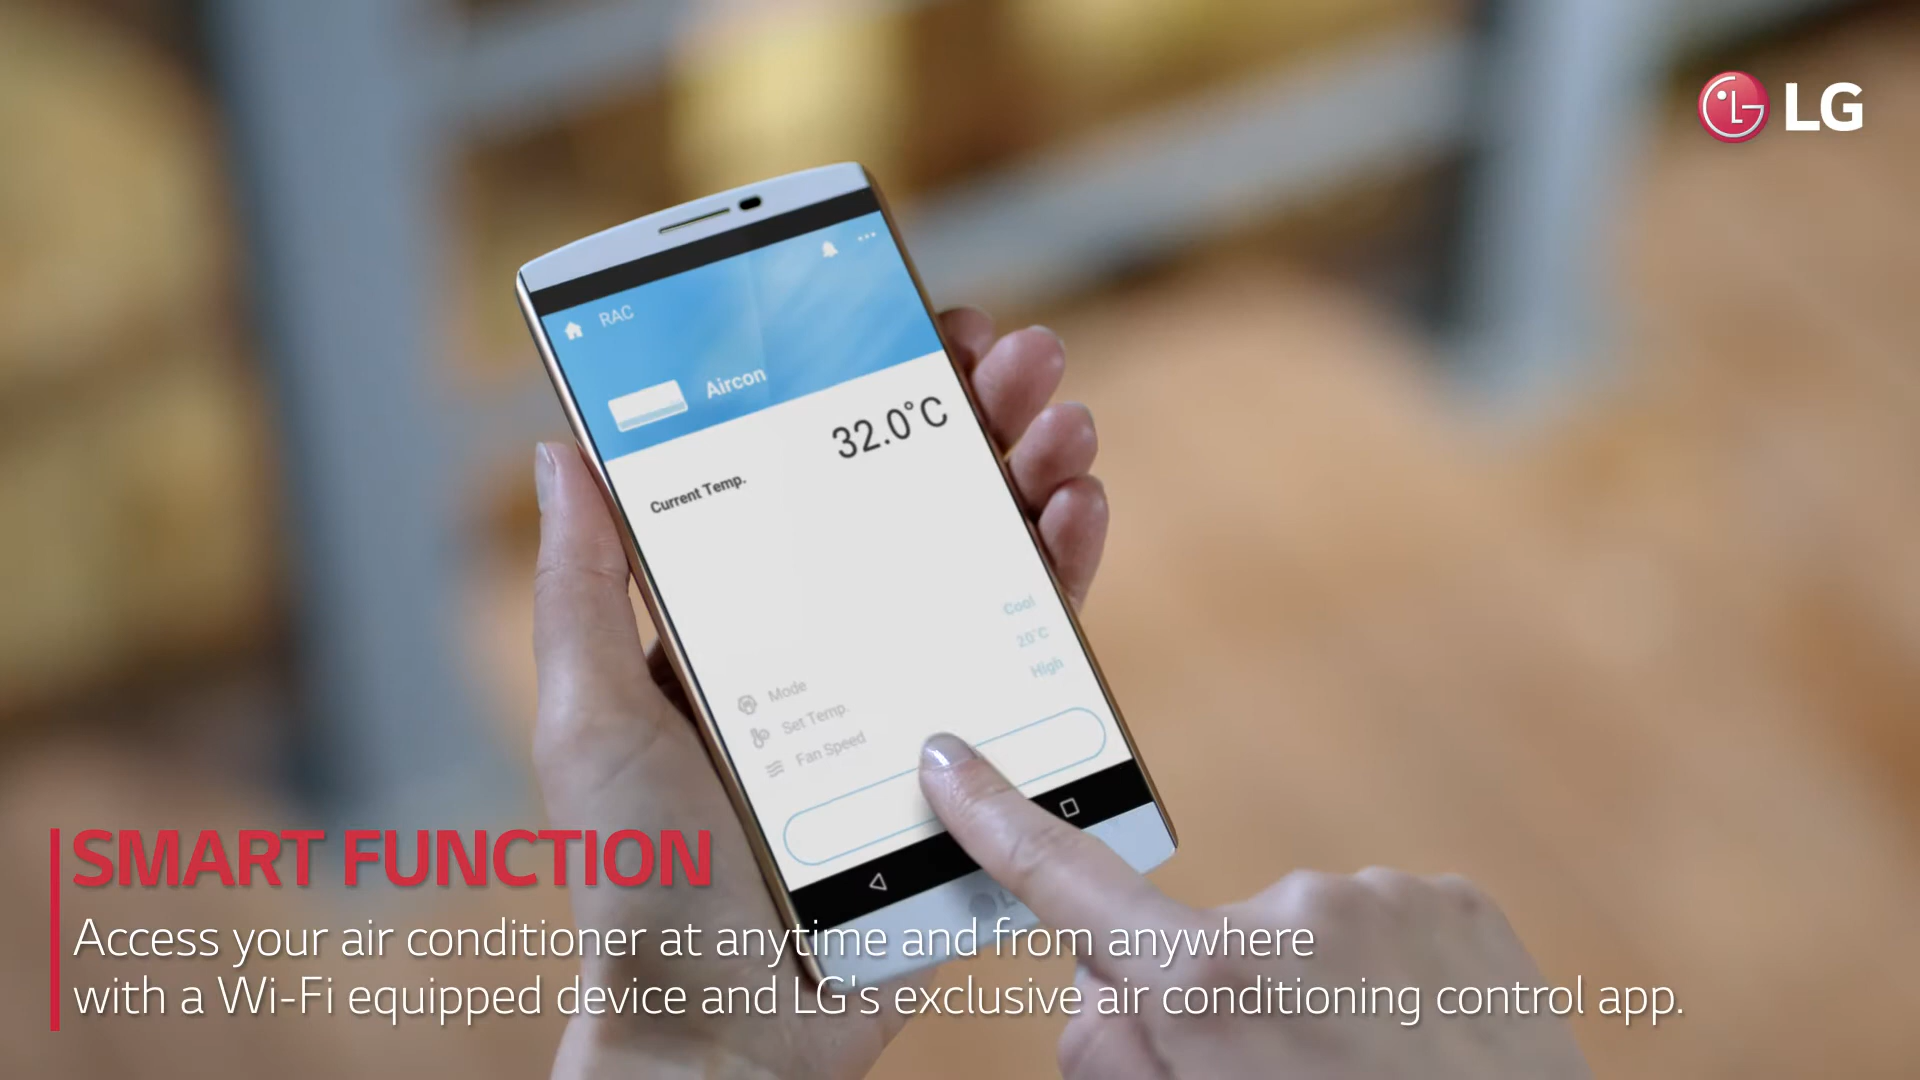 LG
RAC
Aircon
32.0°C
Current Temp.
Mode Cool
Set Temp. 20°C
Fan Speed High
SMART FUNCTION
Access your air conditioner at anytime and from anywhere
with a Wi-Fi equipped device and LG's exclusive air conditioning control app.